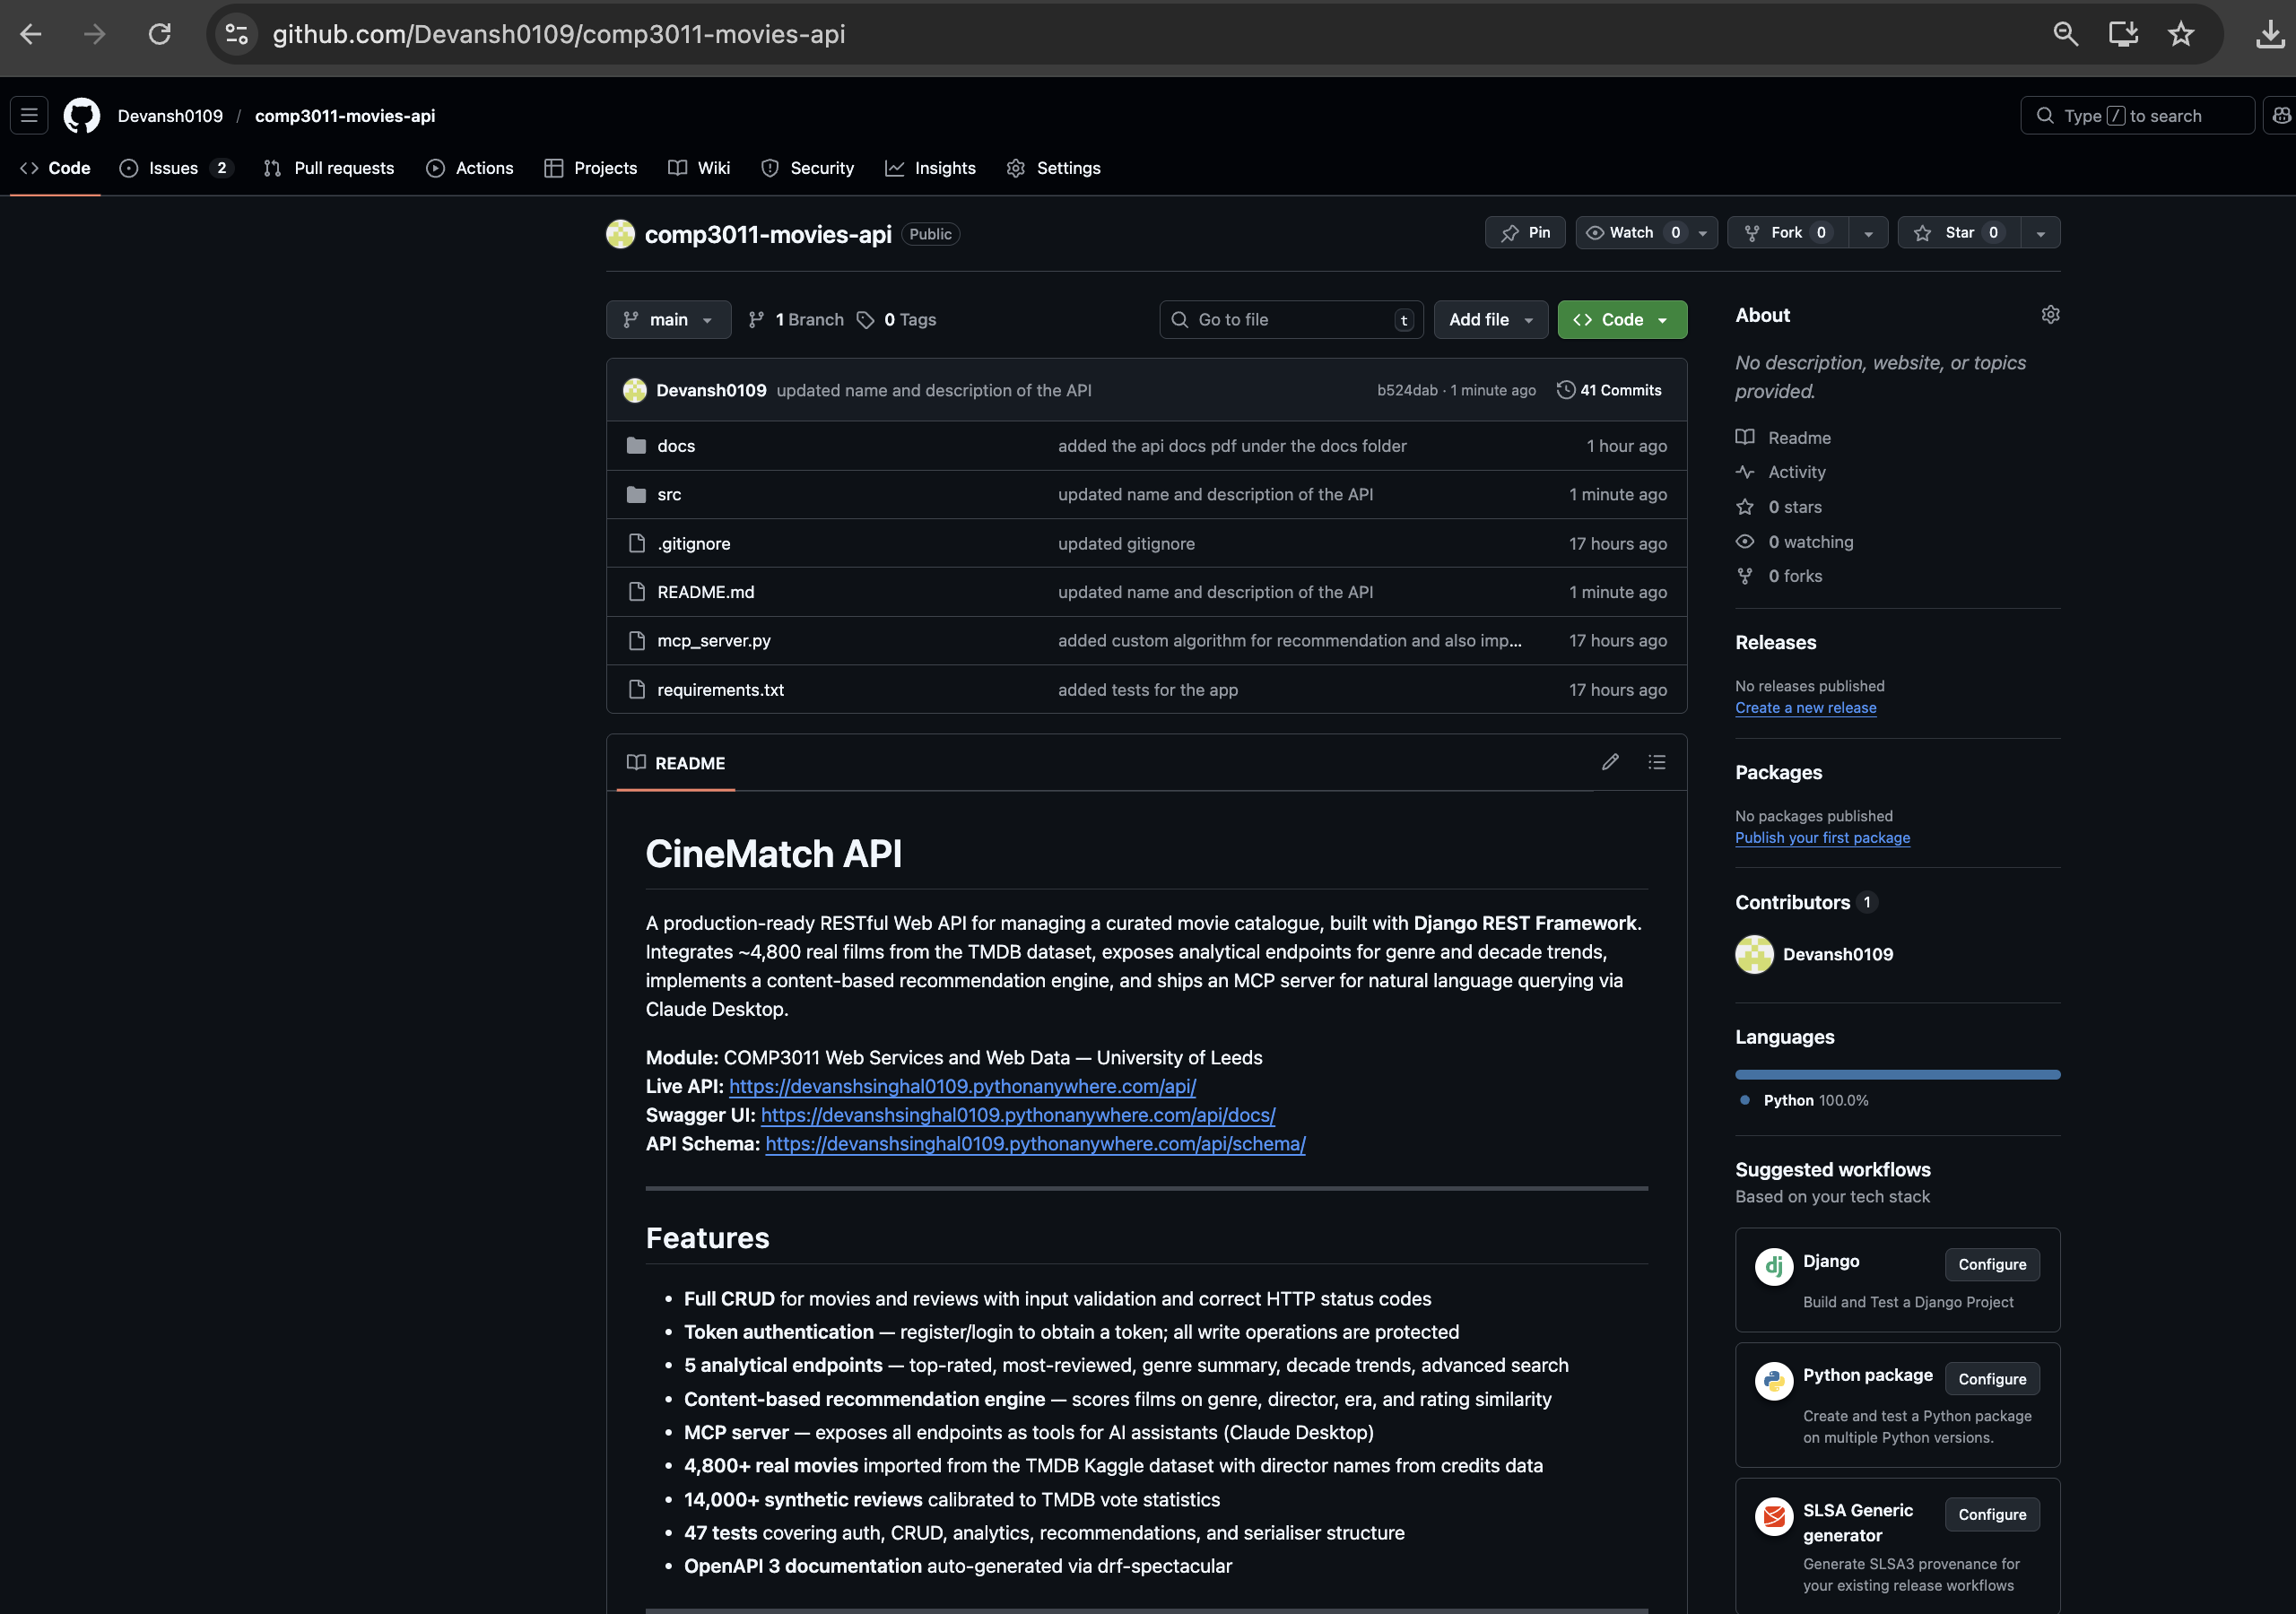 github.com/Devansh0109/comp3011-movies-api
Devansh0109 / comp3011-movies-api
Type / to search
Code
Issues 2
Pull requests
Actions
Projects
Wiki
Security
Insights
Settings
comp3011-movies-api Public
Pin
Watch 0
Fork 0
Star 0
main
1 Branch
0 Tags
Go to file t
Add file
Code
Devansh0109 updated name and description of the API b524dab · 1 minute ago 41 Commits
docs added the api docs pdf under the docs folder 1 hour ago
src updated name and description of the API 1 minute ago
.gitignore updated gitignore 17 hours ago
README.md updated name and description of the API 1 minute ago
mcp_server.py added custom algorithm for recommendation and also imp... 17 hours ago
requirements.txt added tests for the app 17 hours ago
README
CineMatch API
A production-ready RESTful Web API for managing a curated movie catalogue, built with Django REST Framework.
Integrates ~4,800 real films from the TMDB dataset, exposes analytical endpoints for genre and decade trends,
implements a content-based recommendation engine, and ships an MCP server for natural language querying via
Claude Desktop.
Module: COMP3011 Web Services and Web Data — University of Leeds
Live API: https://devanshsinghal0109.pythonanywhere.com/api/
Swagger UI: https://devanshsinghal0109.pythonanywhere.com/api/docs/
API Schema: https://devanshsinghal0109.pythonanywhere.com/api/schema/
Features
• Full CRUD for movies and reviews with input validation and correct HTTP status codes
• Token authentication — register/login to obtain a token; all write operations are protected
• 5 analytical endpoints — top-rated, most-reviewed, genre summary, decade trends, advanced search
• Content-based recommendation engine — scores films on genre, director, era, and rating similarity
• MCP server — exposes all endpoints as tools for AI assistants (Claude Desktop)
• 4,800+ real movies imported from the TMDB Kaggle dataset with director names from credits data
• 14,000+ synthetic reviews calibrated to TMDB vote statistics
• 47 tests covering auth, CRUD, analytics, recommendations, and serialiser structure
• OpenAPI 3 documentation auto-generated via drf-spectacular
About
No description, website, or topics
provided.
Readme
Activity
0 stars
0 watching
0 forks
Releases
No releases published
Create a new release
Packages
No packages published
Publish your first package
Contributors 1
Devansh0109
Languages
Python 100.0%
Suggested workflows
Based on your tech stack
dj
Django
Configure
Build and Test a Django Project
Python package
Configure
Create and test a Python package
on multiple Python versions.
SLSA Generic
generator
Configure
Generate SLSA3 provenance for
your existing release workflows